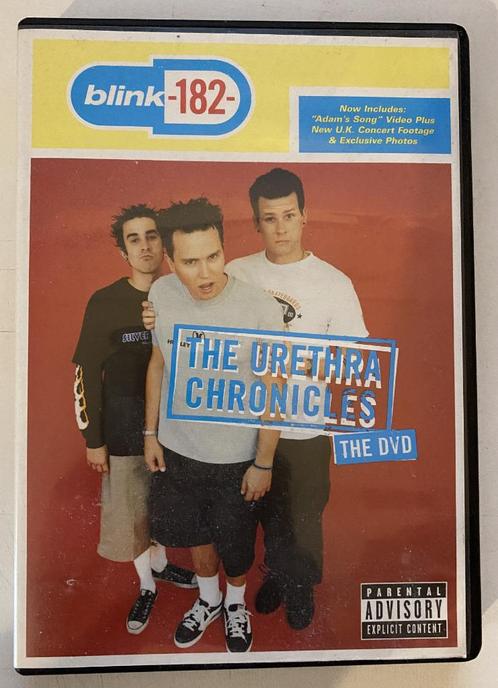 blink-182-
Now Includes:
"Adam's Song" Video Plus
New U.K. Concert Footage
& Exclusive Photos
THE URETHRA
CHRONICLES
THE DVD
PARENTAL
ADVISORY
EXPLICIT CONTENT